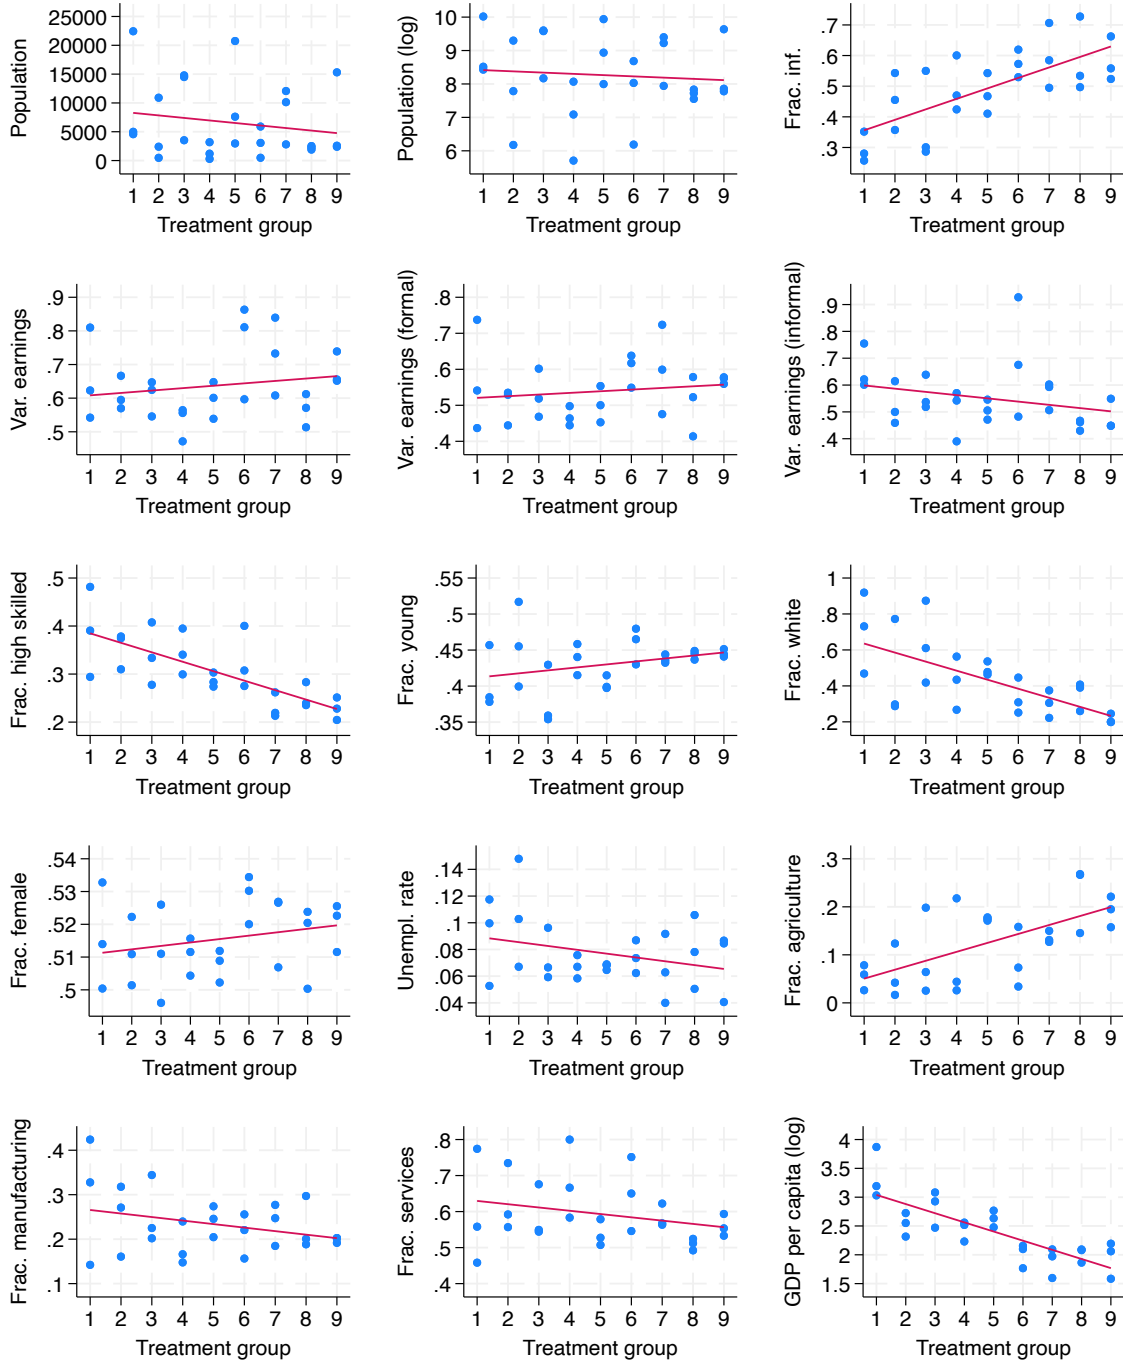 Population
25000
20000
15000
10000
5000
0
1 2 3 4 5 6 7 8 9
Treatment group
Population (log)
10
9
8
7
6
1 2 3 4 5 6 7 8 9
Treatment group
Frac. inf.
.7
.6
.5
.4
.3
1 2 3 4 5 6 7 8 9
Treatment group
Var. earnings
.9
.8
.7
.6
.5
1 2 3 4 5 6 7 8 9
Treatment group
Var. earnings (formal)
.8
.7
.6
.5
.4
1 2 3 4 5 6 7 8 9
Treatment group
Var. earnings (informal)
.9
.8
.7
.6
.5
.4
1 2 3 4 5 6 7 8 9
Treatment group
Frac. high skilled
.5
.4
.3
.2
1 2 3 4 5 6 7 8 9
Treatment group
Frac. young
.55
.5
.45
.4
.35
1 2 3 4 5 6 7 8 9
Treatment group
Frac. white
1
.8
.6
.4
.2
1 2 3 4 5 6 7 8 9
Treatment group
Frac. female
.54
.53
.52
.51
.5
1 2 3 4 5 6 7 8 9
Treatment group
Unempl. rate
.14
.12
.1
.08
.06
.04
1 2 3 4 5 6 7 8 9
Treatment group
Frac. agriculture
.3
.2
.1
0
1 2 3 4 5 6 7 8 9
Treatment group
Frac. manufacturing
.4
.3
.2
.1
1 2 3 4 5 6 7 8 9
Treatment group
Frac. services
.8
.7
.6
.5
.4
1 2 3 4 5 6 7 8 9
Treatment group
GDP per capita (log)
4
3.5
3
2.5
2
1.5
1 2 3 4 5 6 7 8 9
Treatment group